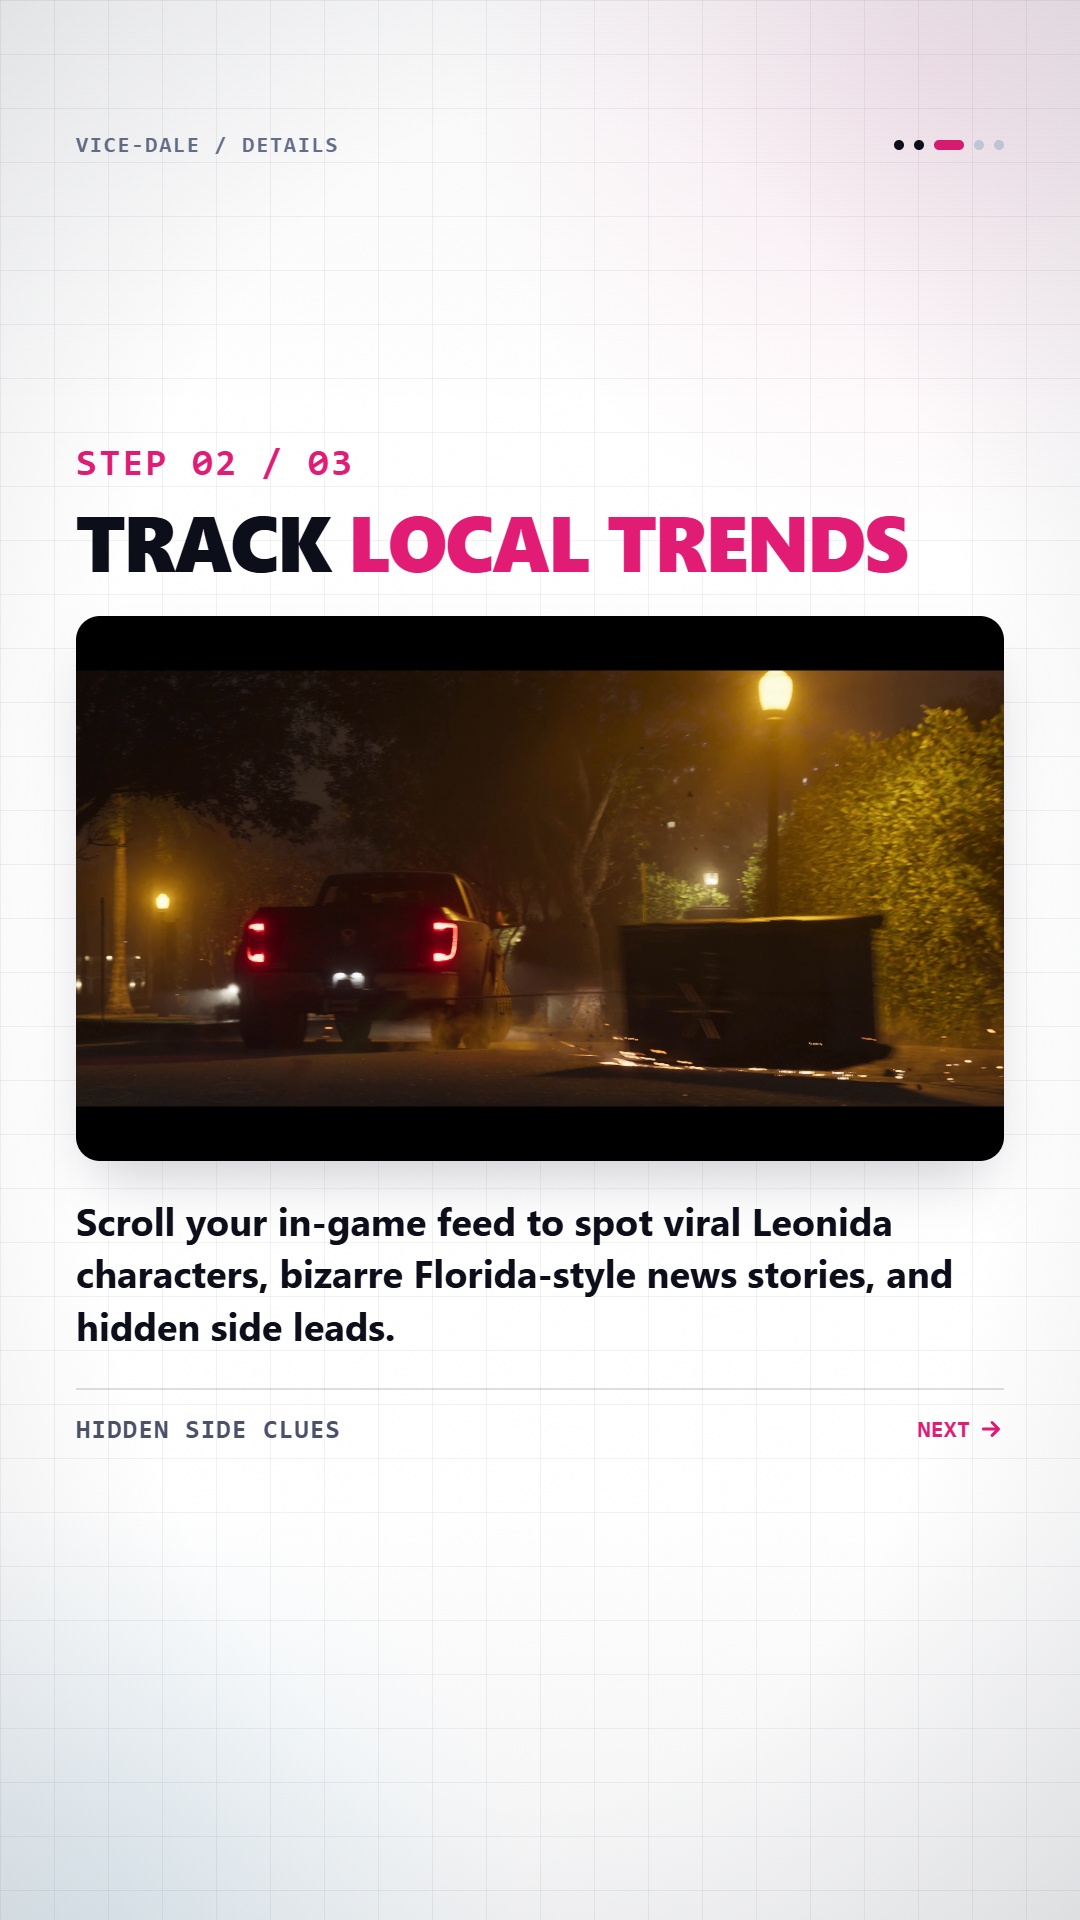 VICE-DALE / DETAILS
STEP 02 / 03
TRACK LOCAL TRENDS
Scroll your in-game feed to spot viral Leonida
characters, bizarre Florida-style news stories, and
hidden side leads.
HIDDEN SIDE CLUES
NEXT →